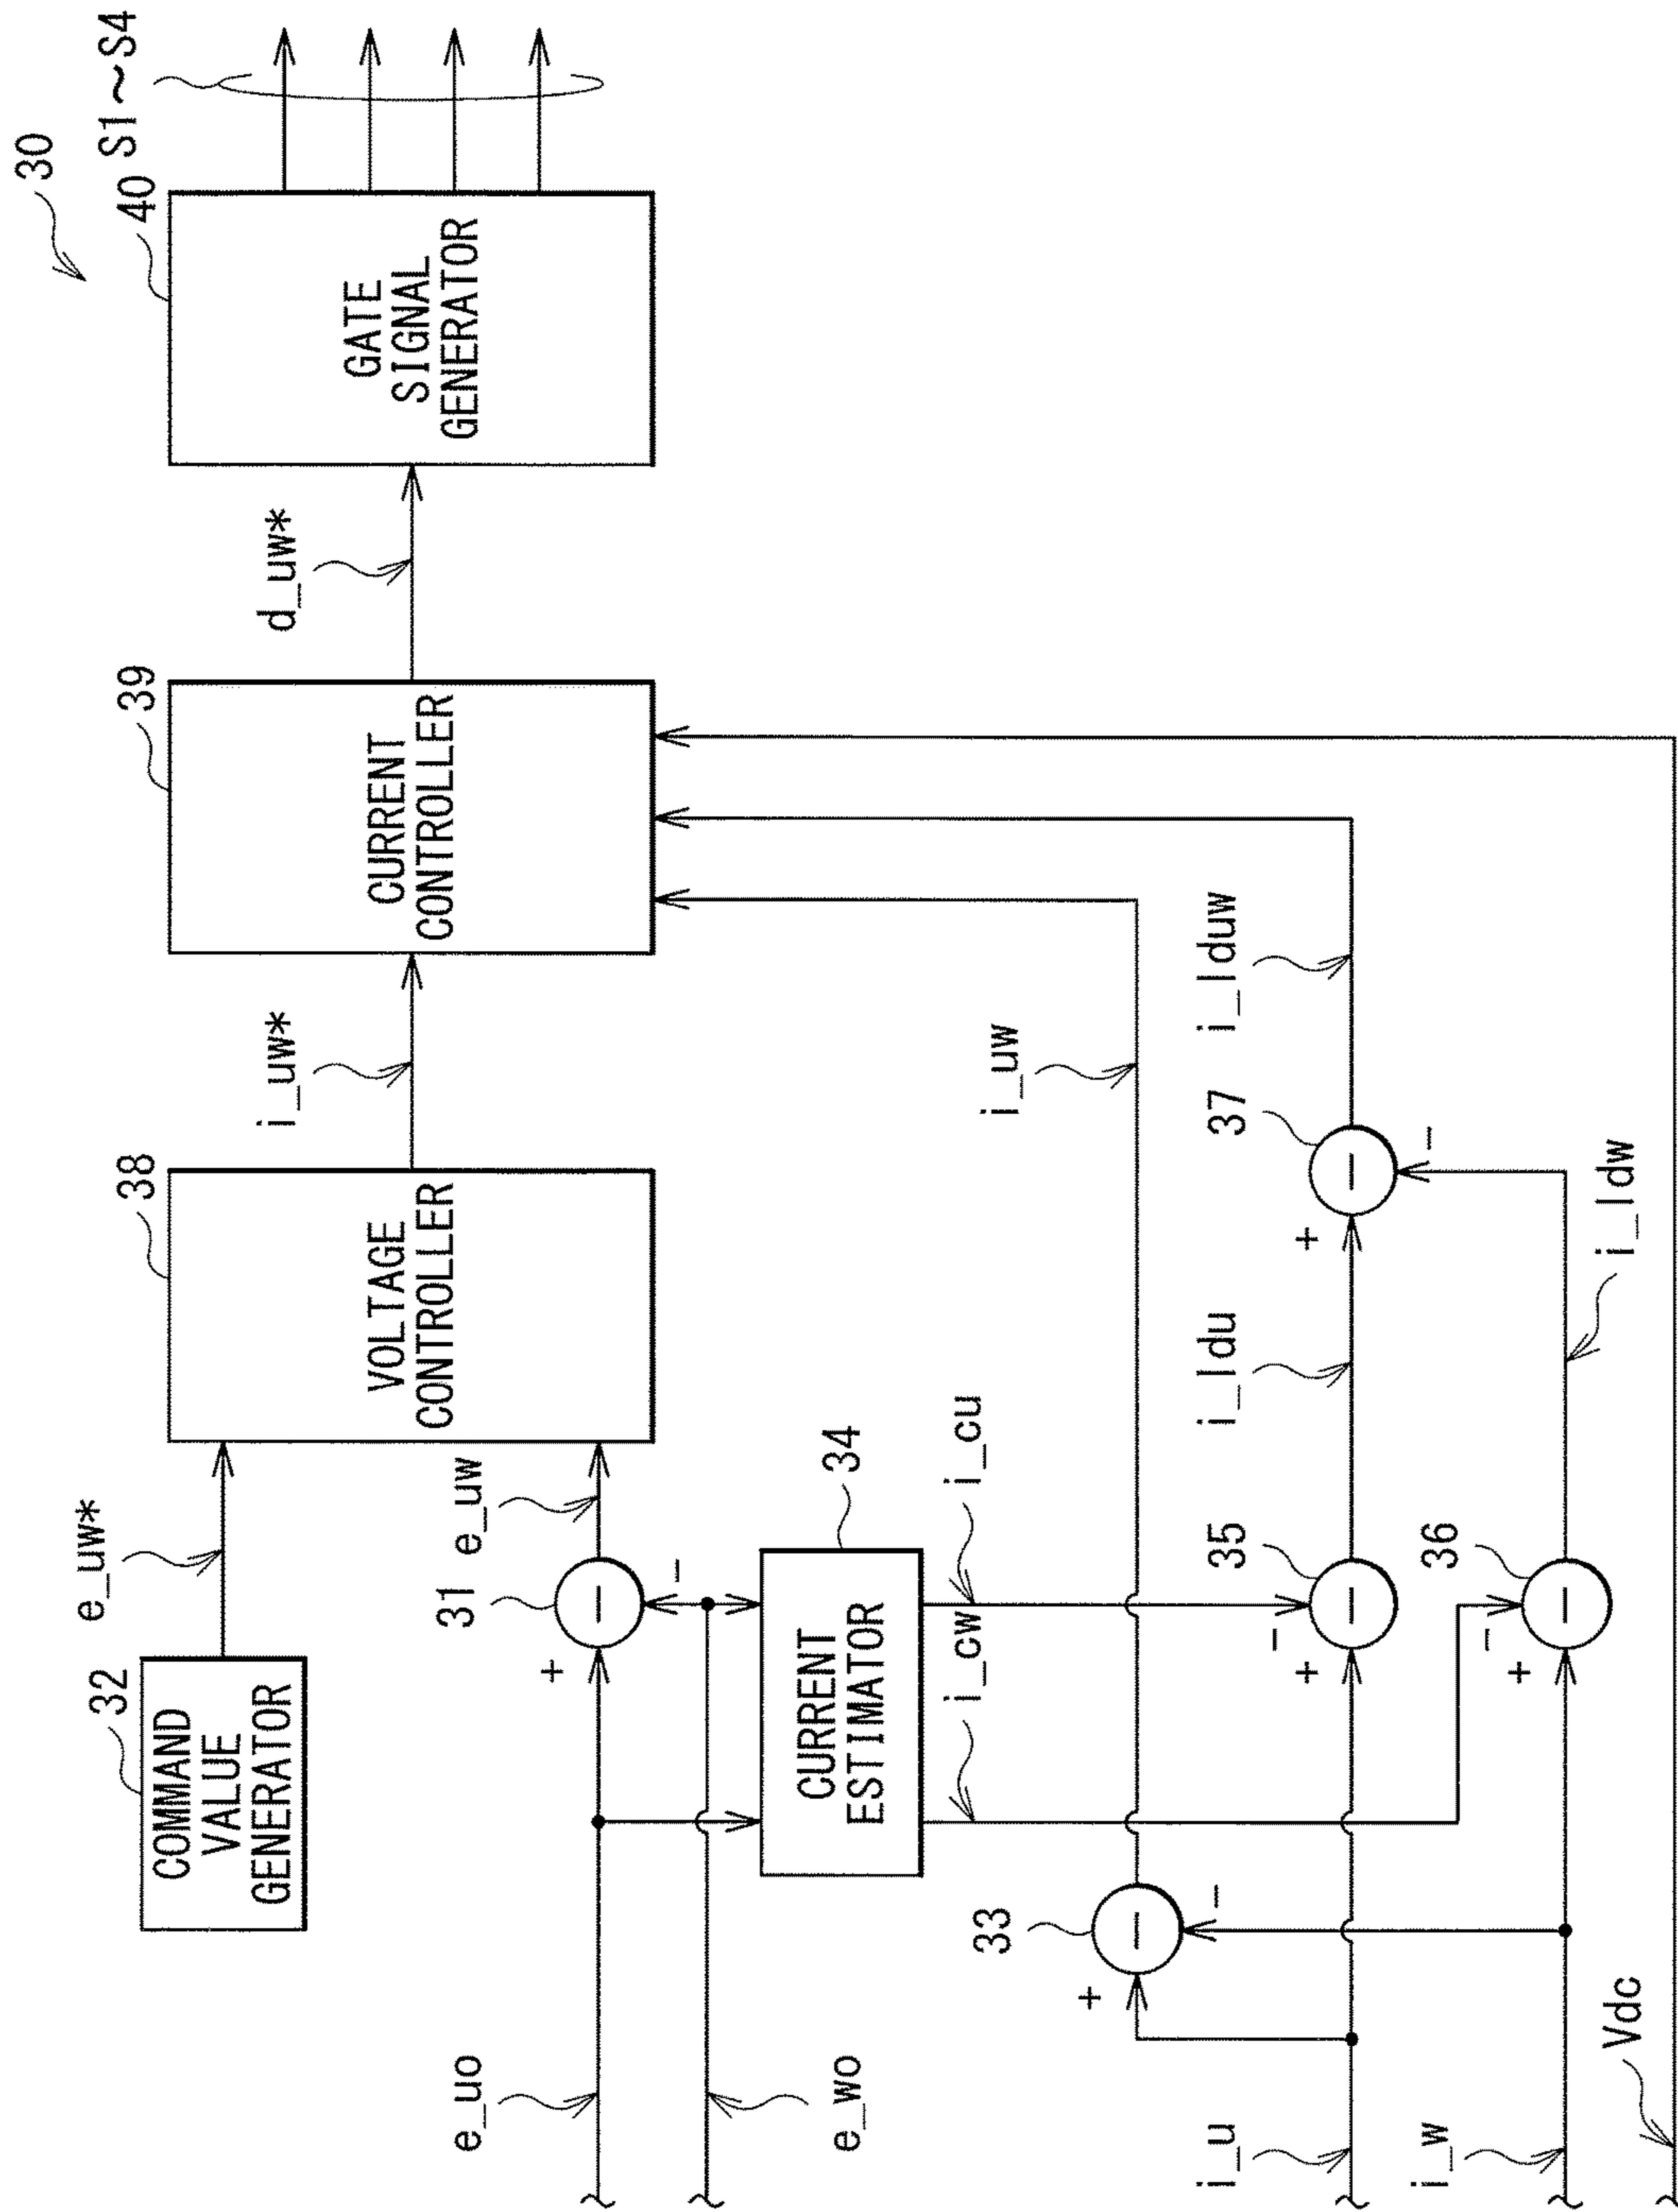 30
32
COMMAND
VALUE
GENERATOR
e_uw*
38
VOLTAGE
CONTROLLER
i_uw*
39
CURRENT
CONTROLLER
d_uw*
40
GATE
SIGNAL
GENERATOR
S1~S4
e_uo
+
31
-
-
e_uw
e_wo
CURRENT
ESTIMATOR
34
i_cw
i_cu
33
+
-
-
i_uw
i_u
+
-
-
35
i_ldu
+
37
-
-
i_lduw
i_w
+
-
-
36
i_ldw
Vdc